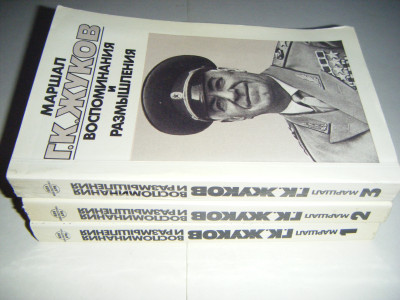 МАРШАЛ
Г.К. ЖУКОВ
ВОСПОМИНАНИЯ
И
РАЗМЫШЛЕНИЯ
3 МАРШАЛ Г.К. ЖУКОВ ВОСПОМИНАНИЯ
И РАЗМЫШЛЕНИЯ
2 МАРШАЛ Г.К. ЖУКОВ ВОСПОМИНАНИЯ
И РАЗМЫШЛЕНИЯ
1 МАРШАЛ Г.К. ЖУКОВ ВОСПОМИНАНИЯ
И РАЗМЫШЛЕНИЯ